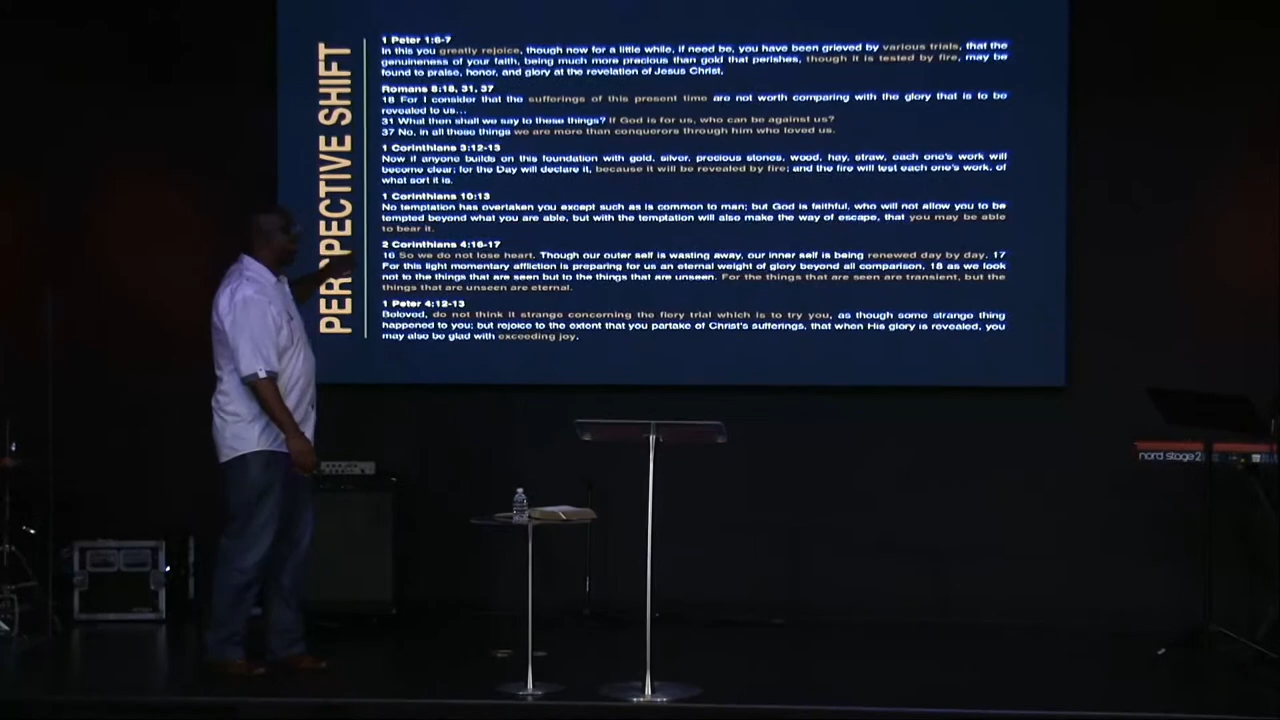 PERSPECTIVE SHIFT
1 Peter 1:6-7
In this you greatly rejoice, though now for a little while, if need be, you have been grieved by various trials, that the
genuineness of your faith, being much more precious than gold that perishes, though it is tested by fire, may be
found to praise, honor, and glory at the revelation of Jesus Christ.
Romans 8:18, 31, 37
18 For I consider that the sufferings of this present time are not worth comparing with the glory that is to be
revealed to us...
31 What then shall we say to these things? If God is for us, who can be against us?
37 No, in all these things we are more than conquerors through him who loved us.
1 Corinthians 3:12-13
Now if anyone builds on this foundation with gold, silver, precious stones, wood, hay, straw, each one's work will
become clear; for the Day will declare it, because it will be revealed by fire; and the fire will test each one's work, of
what sort it is.
1 Corinthians 10:13
No temptation has overtaken you except such as is common to man; but God is faithful, who will not allow you to be
tempted beyond what you are able, but with the temptation will also make the way of escape, that you may be able
to bear it.
2 Corinthians 4:16-17
16 So we do not lose heart. Though our outer self is wasting away, our inner self is being renewed day by day. 17
For this light momentary affliction is preparing for us an eternal weight of glory beyond all comparison, 18 as we look
not to the things that are seen but to the things that are unseen. For the things that are seen are transient, but the
things that are unseen are eternal.
1 Peter 4:12-13
Beloved, do not think it strange concerning the fiery trial which is to try you, as though some strange thing
happened to you; but rejoice to the extent that you partake of Christ's sufferings, that when His glory is revealed, you
may also be glad with exceeding joy.
nord stage 2